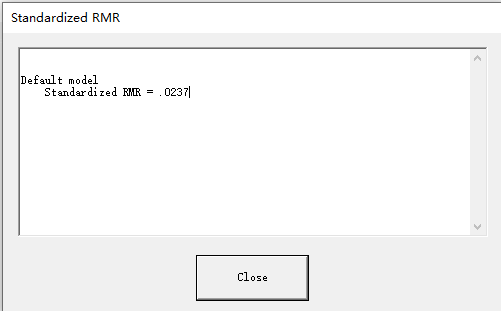 Standardized RMR
Default model
Standardized RMR = .0237
Close